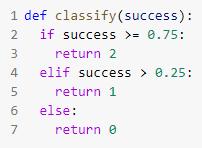 1 def classify(success):
2   if success >= 0.75:
3     return 2
4   elif success > 0.25:
5     return 1
6   else:
7     return 0